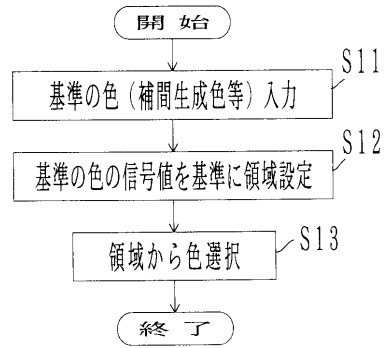 開始
S11
基準の色（補間生成色等）入力
S12
基準の色の信号値を基準に領域設定
S13
領域から色選択
終了